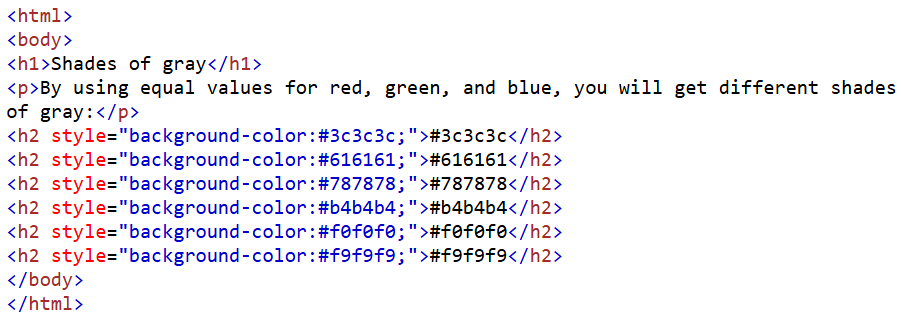 <html>
<body>
<h1>Shades of gray</h1>
<p>By using equal values for red, green, and blue, you will get different shades
of gray:</p>
<h2 style="background-color:#3c3c3c;">#3c3c3c</h2>
<h2 style="background-color:#616161;">#616161</h2>
<h2 style="background-color:#787878;">#787878</h2>
<h2 style="background-color:#b4b4b4;">#b4b4b4</h2>
<h2 style="background-color:#f0f0f0;">#f0f0f0</h2>
<h2 style="background-color:#f9f9f9;">#f9f9f9</h2>
</body>
</html>